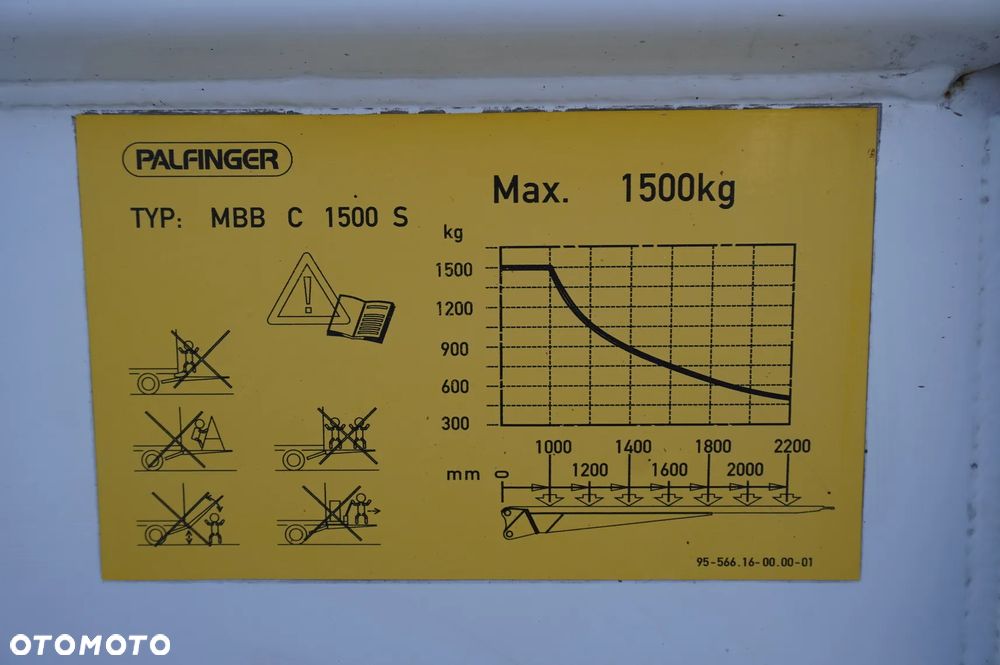 PALFINGER
TYP: MBB C 1500 S
Max. 1500kg
kg
1500
1200
900
600
300
1000 1400 1800 2200
mm 0 1200 1600 2000
95-566.16-00.00-01
OTOMOTO